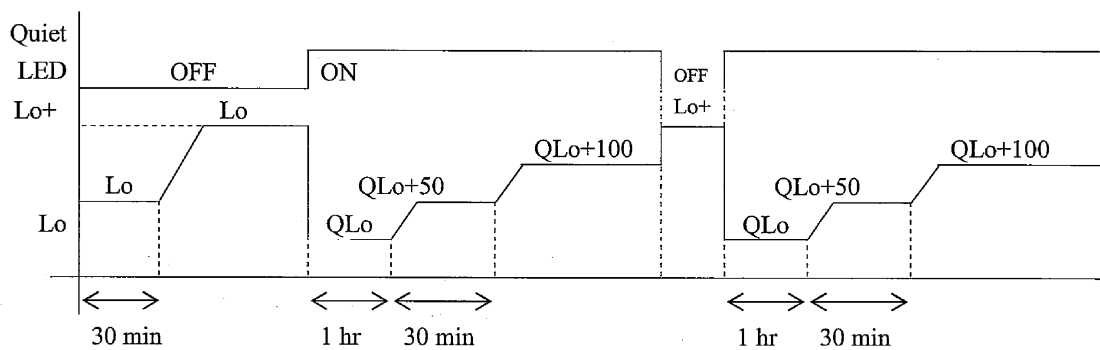 Quiet
LED
OFF
ON
OFF
Lo+
Lo
Lo+
QLo+100
QLo+100
Lo
QLo+50
QLo+50
Lo
QLo
QLo
30 min
1 hr
30 min
1 hr
30 min